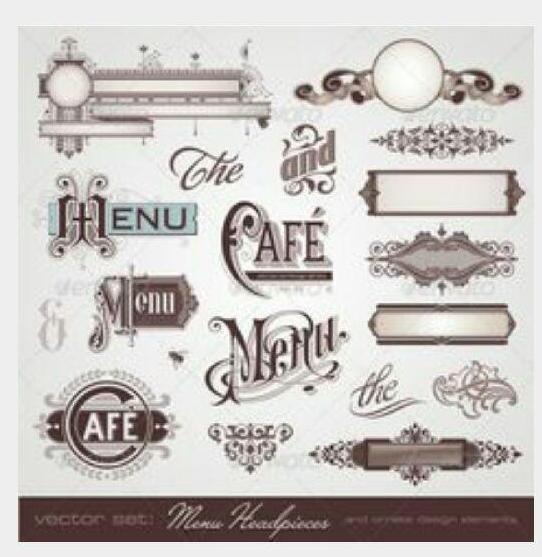 The
and
MENU
CAFÉ
Menu
&
Menu
the
CAFÉ
vector set: Menu Headpieces and ornate design elements